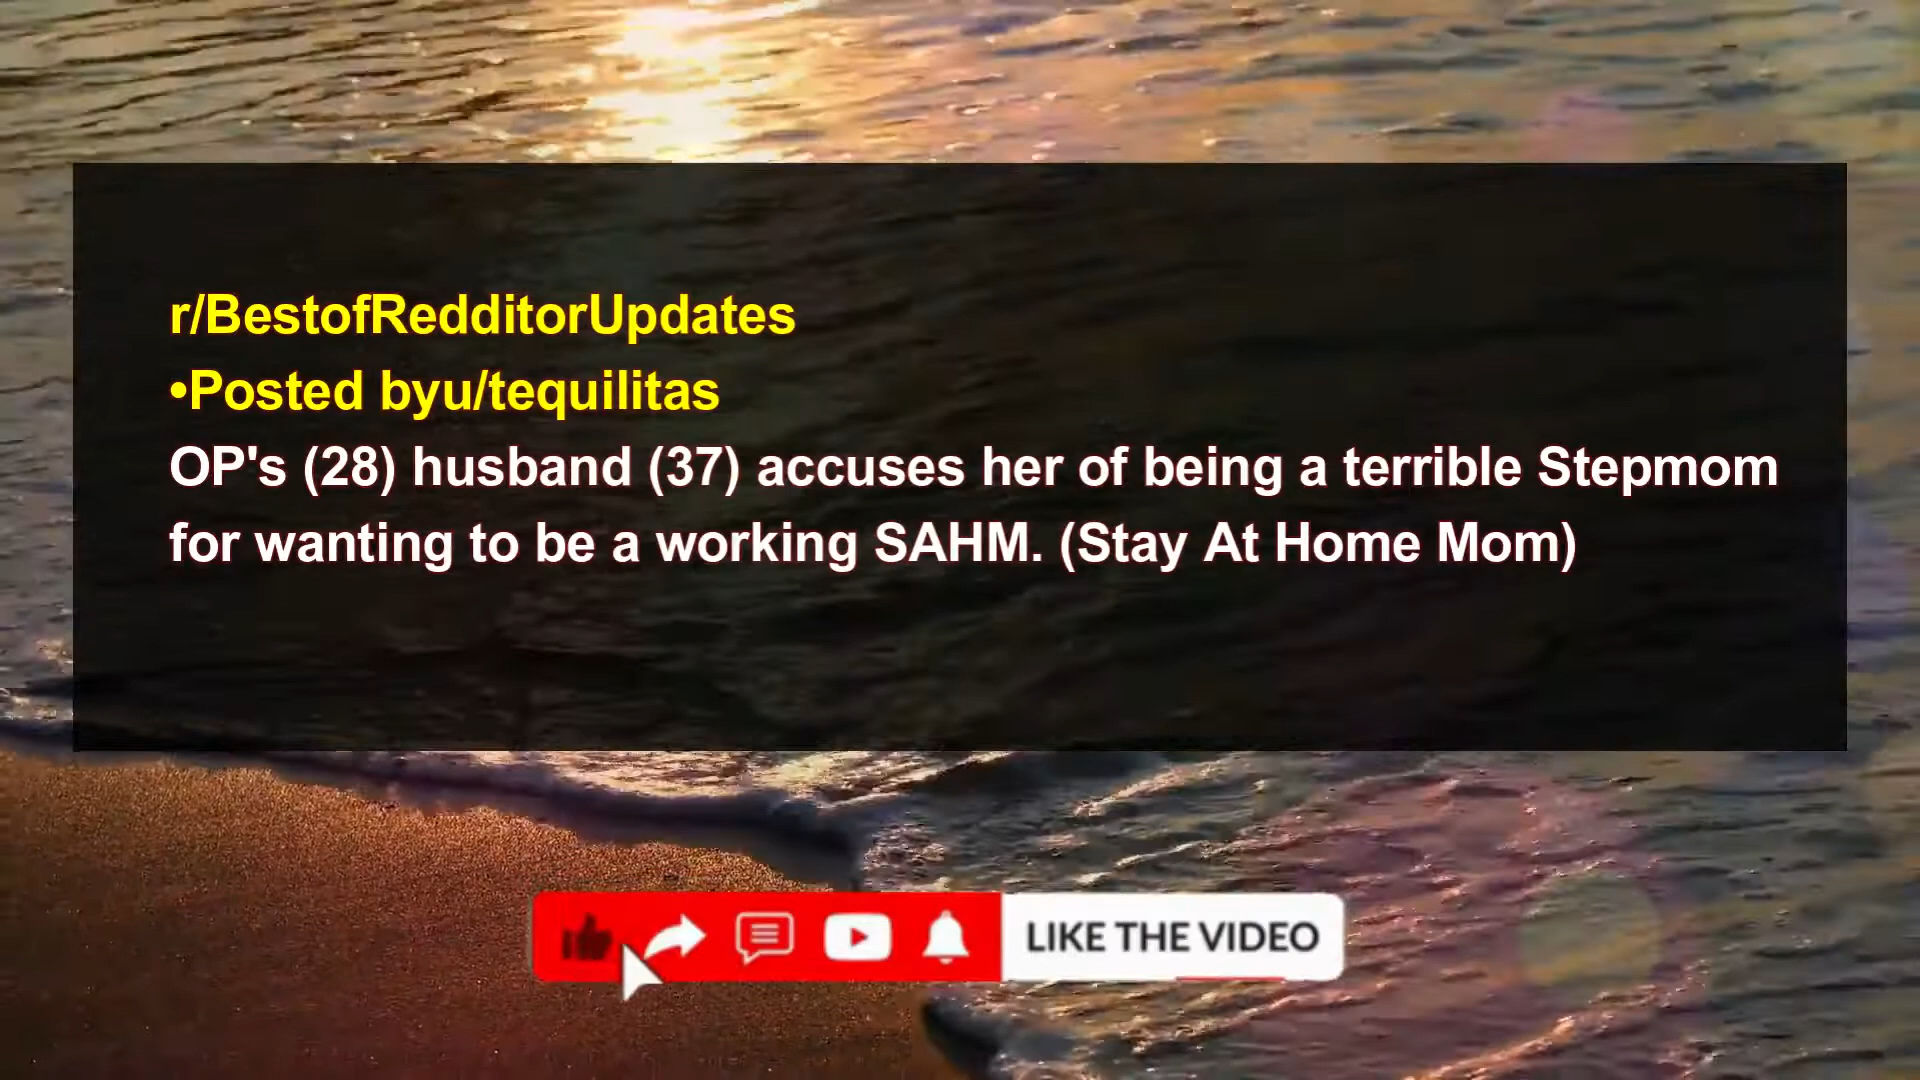 r/BestofRedditorUpdates
•Posted byu/tequilitas
OP's (28) husband (37) accuses her of being a terrible Stepmom
for wanting to be a working SAHM. (Stay At Home Mom)
LIKE THE VIDEO